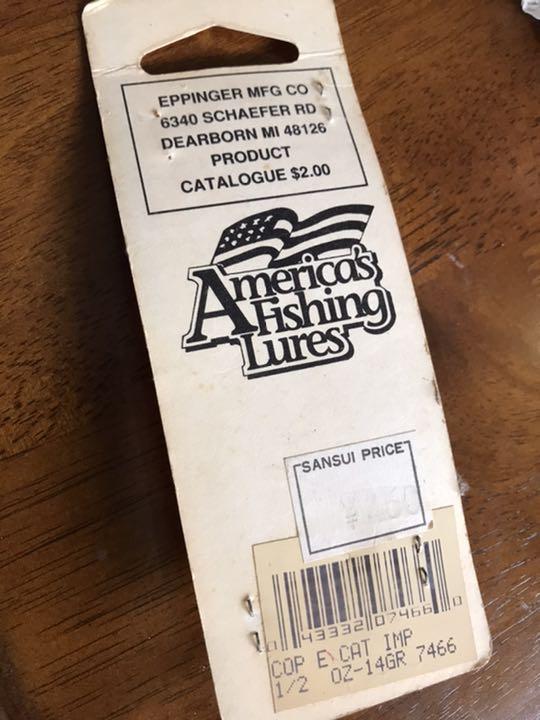 EPPINGER MFG CO
6340 SCHAEFER RD
DEARBORN MI 48126
PRODUCT
CATALOGUE $2.00
America's
Fishing
Lures
SANSUI PRICE
0 43332 07466 0
COP E\CAT IMP
1/2 OZ-14GR 7466